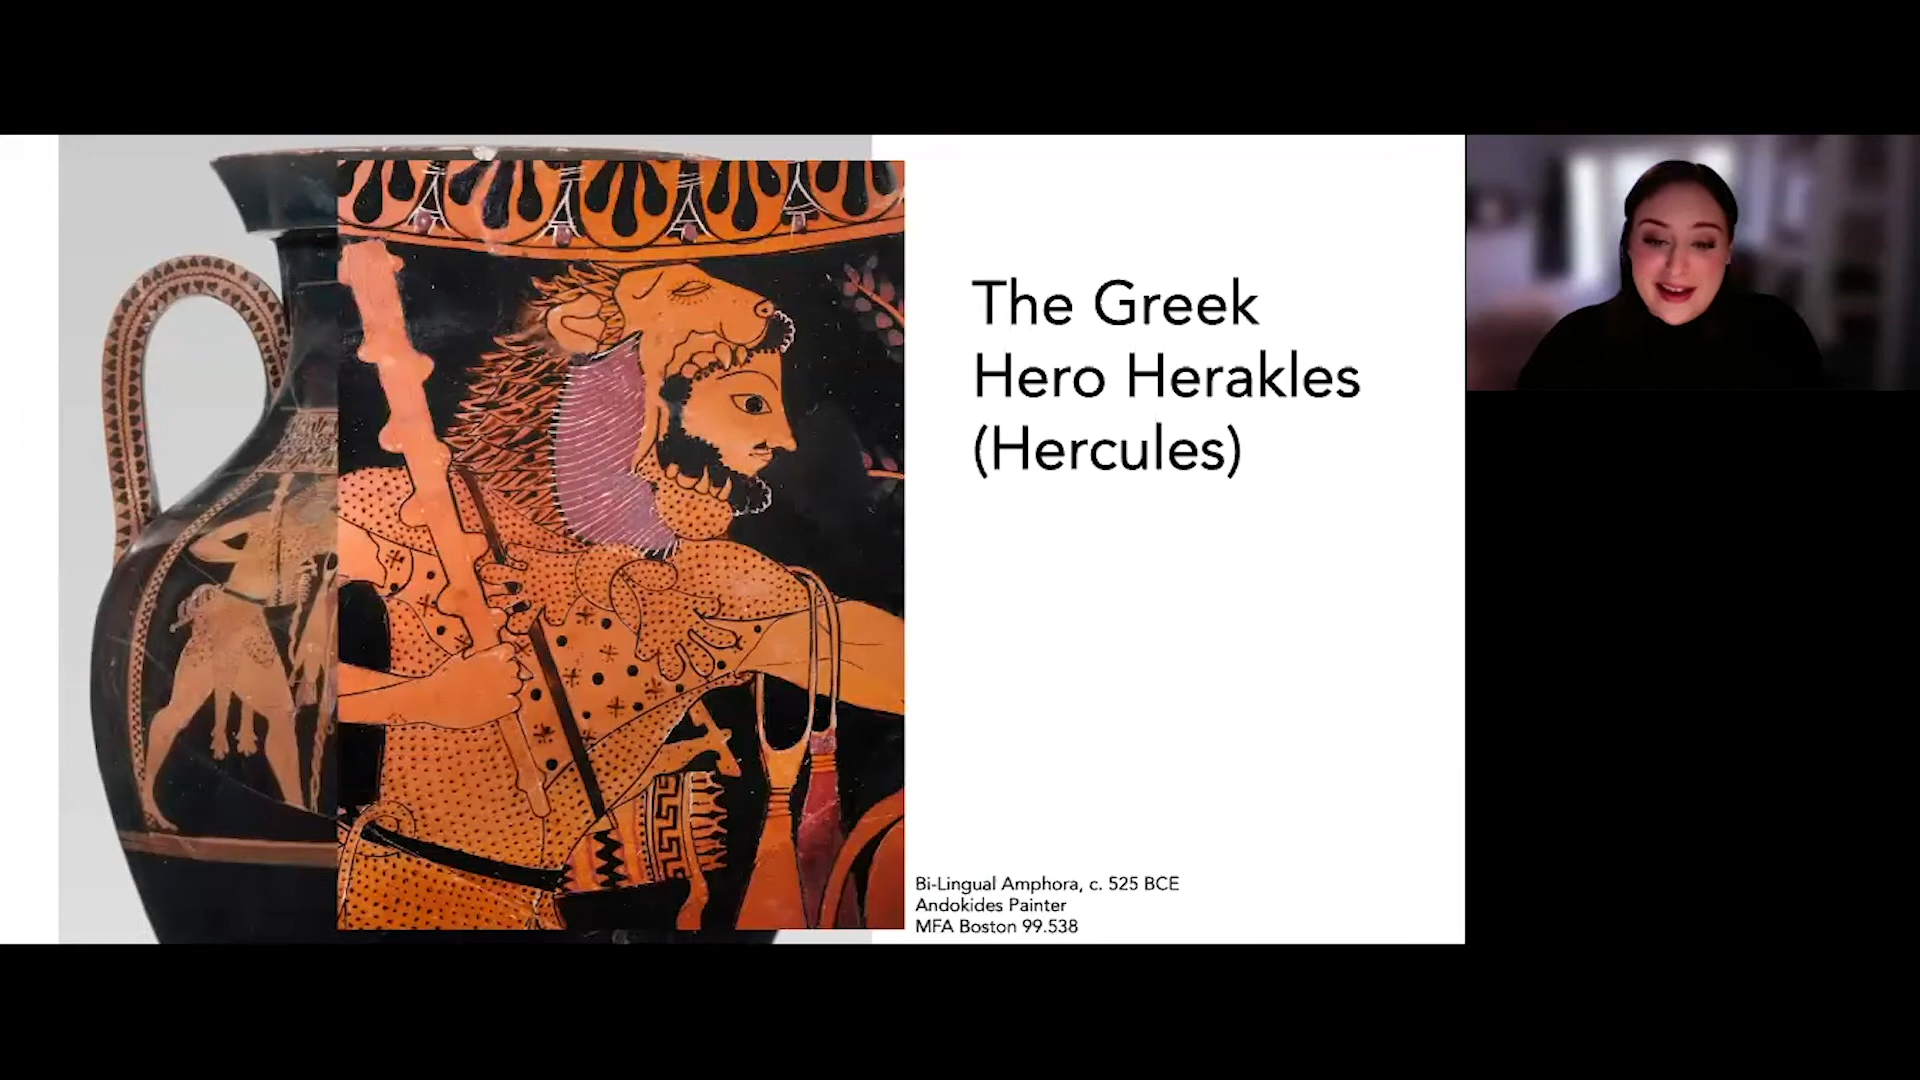 The Greek
Hero Herakles
(Hercules)
Bi-Lingual Amphora, c. 525 BCE
Andokides Painter
MFA Boston 99.538